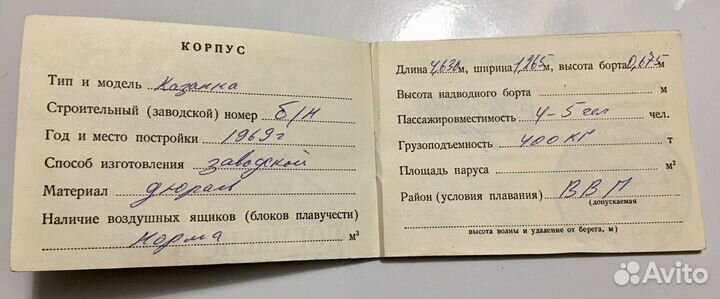 КОРПУС
Тип и модель Казанка
Строительный (заводской) номер б/н
Год и место постройки 1969г
Способ изготовления заводской
Материал дюраль
Наличие воздушных ящиков (блоков плавучести)
норма м³
Длина 4,63 м, ширина 1,265 м, высота борта 0,675
Высота надводного борта м
Пассажировместимость 4-5 чел чел.
Грузоподъемность 400 кг т
Площадь паруса м²
Район (условия плавания) ВВП
(допускаемая
высота волны и удаление от берега, м)
Avito